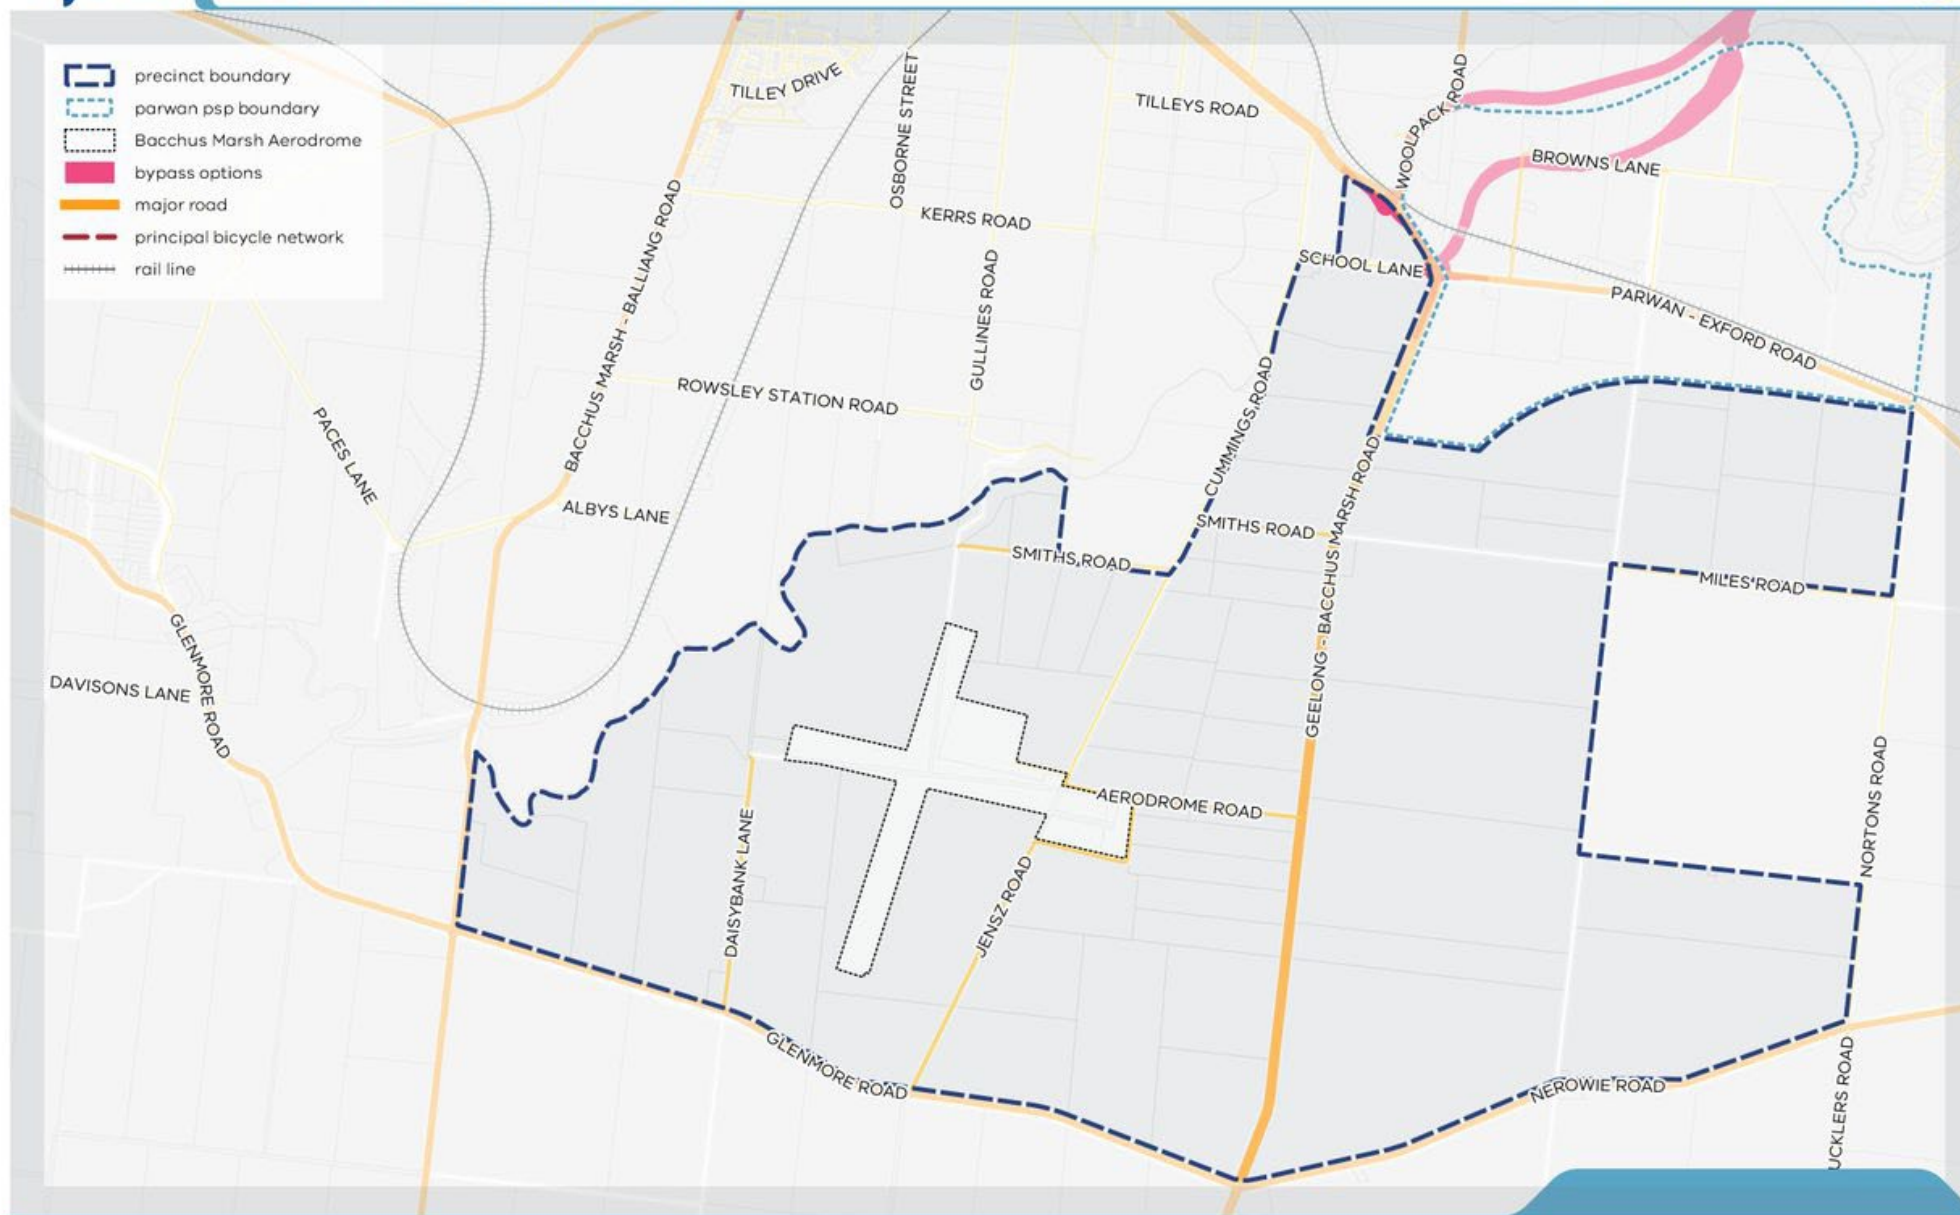 precinct boundary
parwan psp boundary
Bacchus Marsh Aerodrome
bypass options
major road
principal bicycle network
rail line
TILLEY DRIVE
OSBORNE STREET
TILLEYS ROAD
WOOLPACK ROAD
BROWNS LANE
KERRS ROAD
BACCHUS MARSH - BALLIANG ROAD
GULLINES ROAD
SCHOOL LANE
PARWAN - EXFORD ROAD
PACES LANE
ROWSLEY STATION ROAD
CUMMINGS ROAD
ALBYS LANE
SMITHS ROAD
SMITHS ROAD
GEELONG - BACCHUS MARSH ROAD
MILES ROAD
GLENMORE ROAD
DAVISONS LANE
NORTONS ROAD
AERODROME ROAD
DAISYBANK LANE
JENSZ ROAD
GLENMORE ROAD
NEROWIE ROAD
UCKLERS ROAD